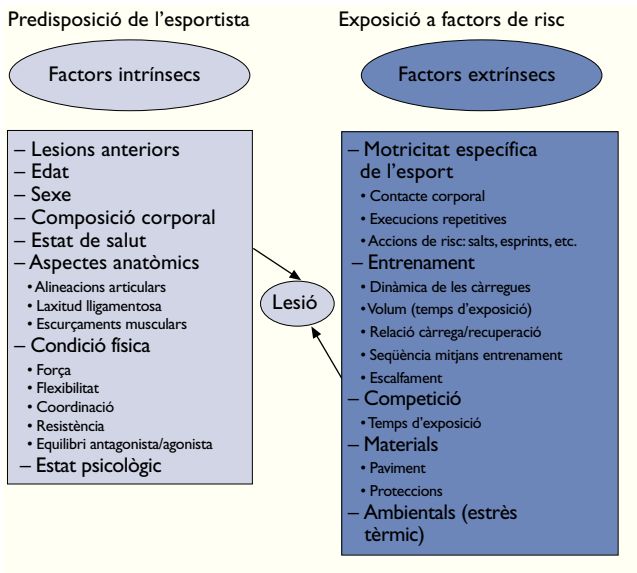 Predisposició de l'esportista
Factors intrínsecs
– Lesions anteriors
– Edat
– Sexe
– Composició corporal
– Estat de salut
– Aspectes anatòmics
• Alineacions articulars
• Laxitud lligamentosa
• Escurçaments musculars
– Condició física
• Força
• Flexibilitat
• Coordinació
• Resistència
• Equilibri antagonista/agonista
– Estat psicològic
Lesió
Exposició a factors de risc
Factors extrínsecs
– Motricitat específica
de l'esport
• Contacte corporal
• Execucions repetitives
• Accions de risc: salts, esprints, etc.
– Entrenament
• Dinàmica de les càrregues
• Volum (temps d'exposició)
• Relació càrrega/recuperació
• Seqüència mitjans entrenament
• Escalfament
– Competició
• Temps d'exposició
– Materials
• Paviment
• Proteccions
– Ambientals (estrès
tèrmic)